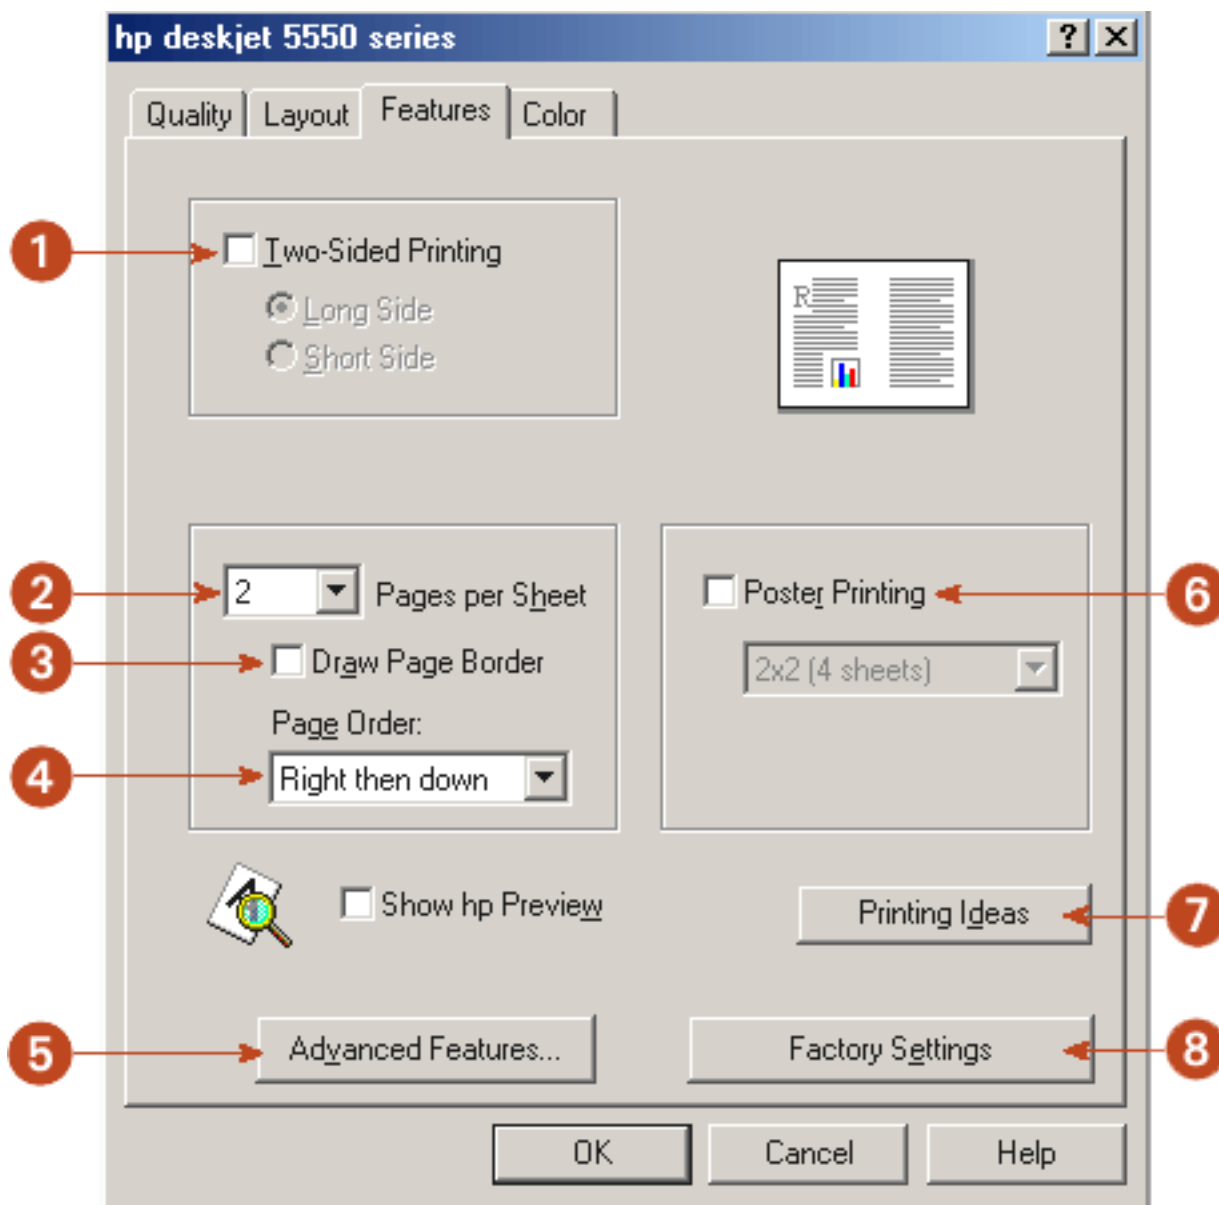 hp deskjet 5550 series ? X
Quality Layout Features Color
1 Two-Sided Printing
Long Side
Short Side
R
2 2 Pages per Sheet
3 Draw Page Border
Page Order:
4 Right then down
6 Poster Printing
2x2 (4 sheets)
Show hp Preview
Printing Ideas 7
5 Advanced Features...
Factory Settings 8
OK Cancel Help